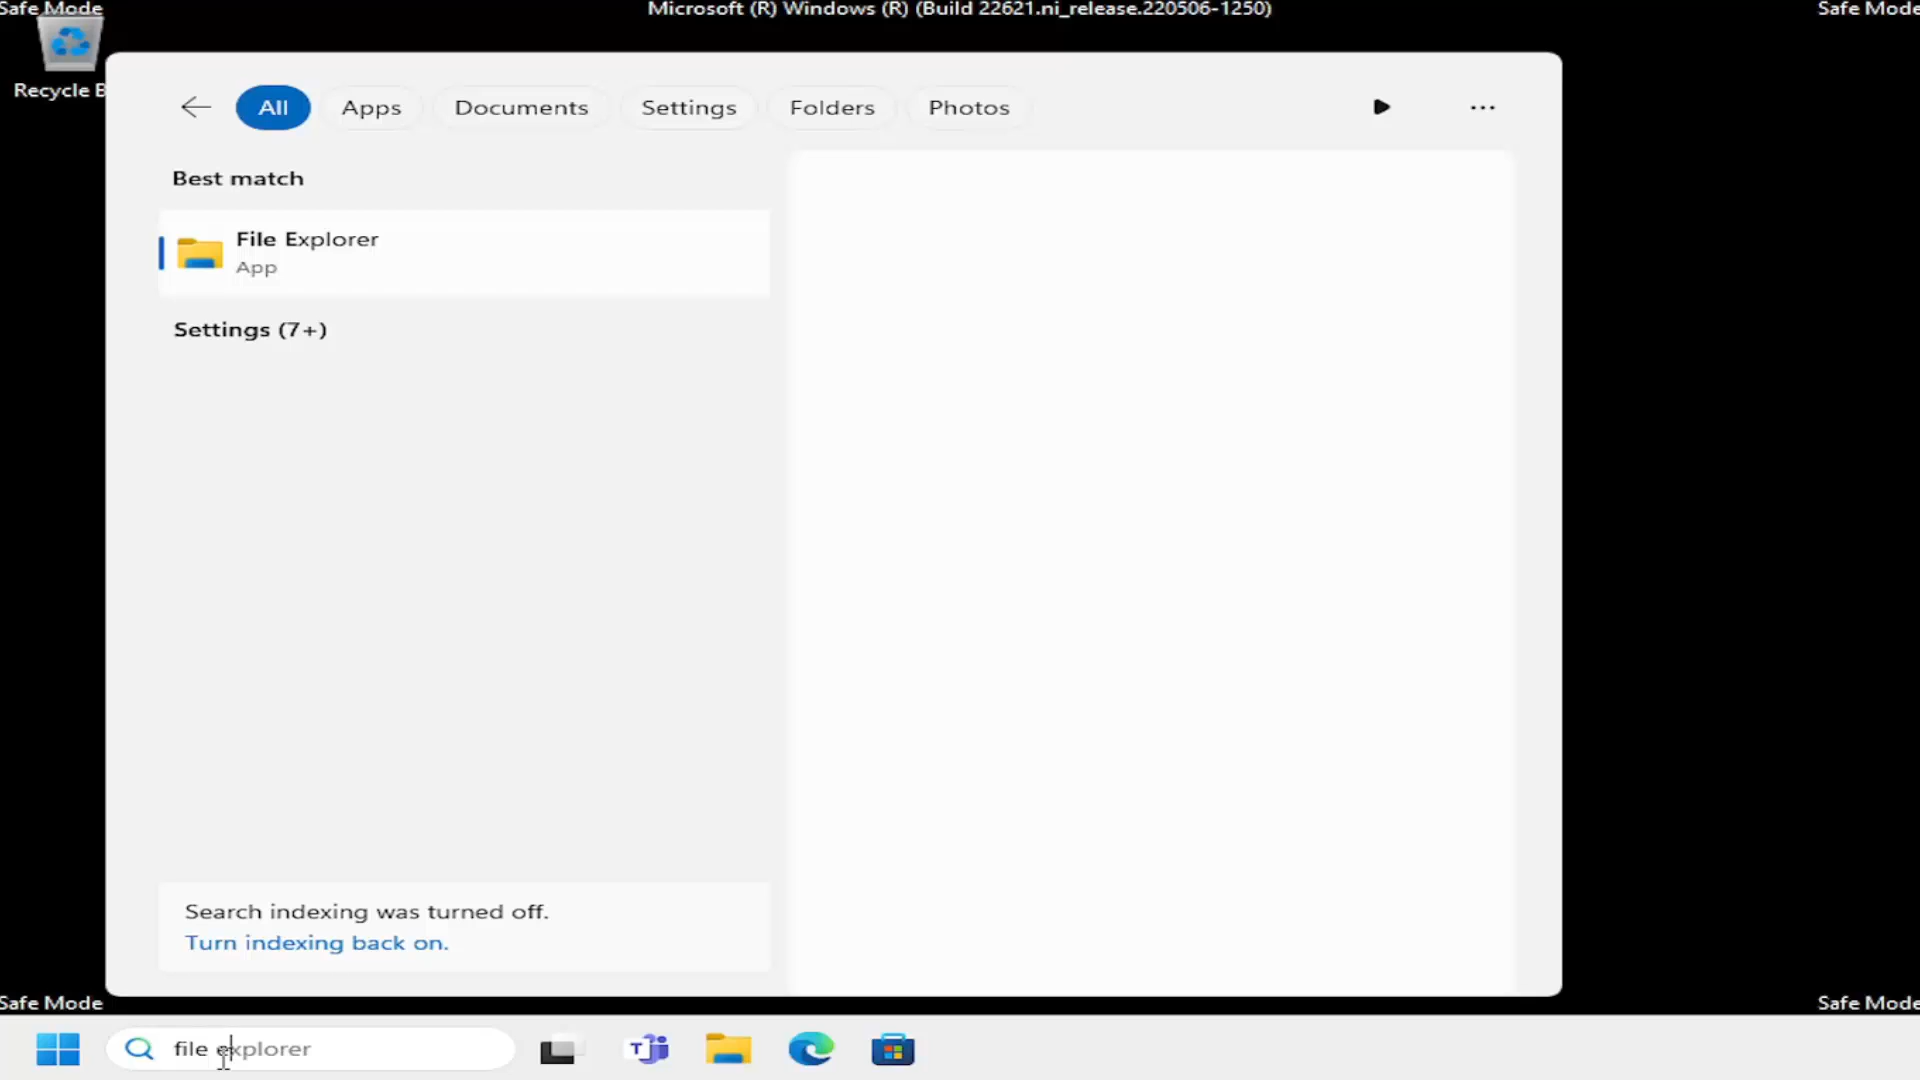 Safe Mode
Microsoft (R) Windows (R) (Build 22621.ni_release.220506-1250)
Safe Mode
Recycle B
All
Apps
Documents
Settings
Folders
Photos
Best match
File Explorer
App
Settings (7+)
Search indexing was turned off.
Turn indexing back on.
Safe Mode
Safe Mode
file explorer